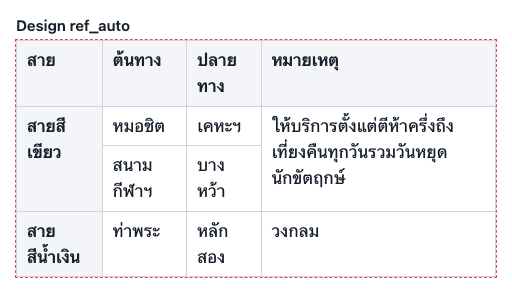 Design ref_auto
สาย ต้นทาง ปลาย
ทาง หมายเหตุ
สายสี
เขียว
หมอชิต เคหะฯ
ให้บริการตั้งแต่ตีห้าครึ่งถึง
เที่ยงคืนทุกวันรวมวันหยุด
นักขัตฤกษ์
สนาม
กีฬาฯ
บาง
หว้า
สาย
สีน้ำเงิน
ท่าพระ
หลัก
สอง
วงกลม